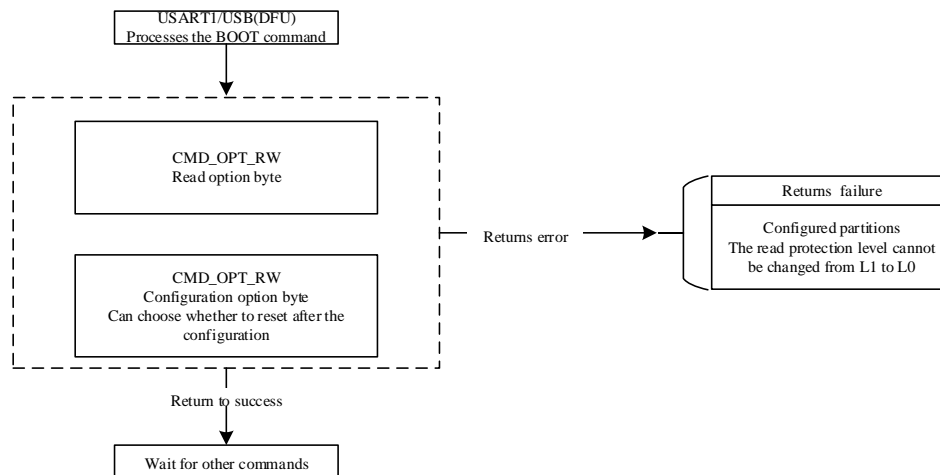 USART1/USB(DFU)
Processes the BOOT command
CMD_OPT_RW
Read option byte
CMD_OPT_RW
Configuration option byte
Can choose whether to reset after the
configuration
Returns error
Returns failure
Configured partitions
The read protection level cannot
be changed from L1 to L0
Return to success
Wait for other commands